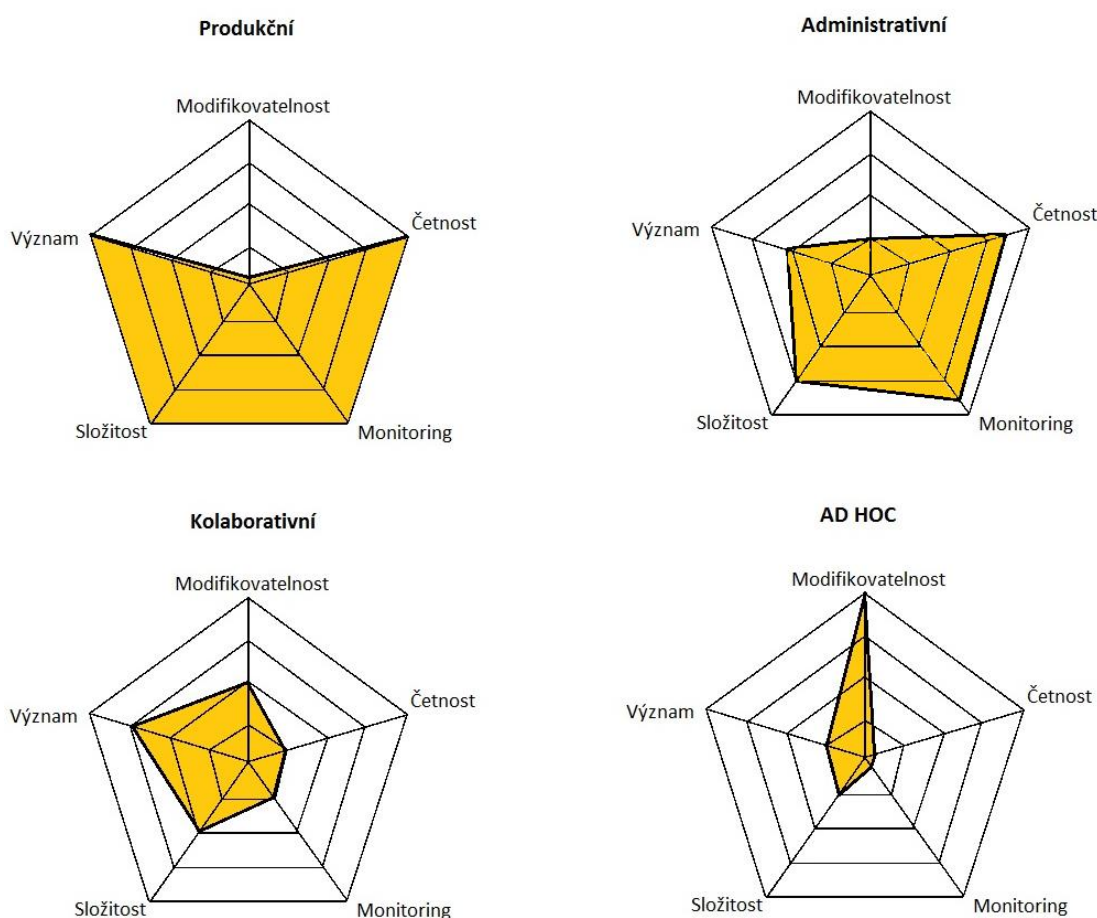 Produkční
Modifikovatelnost
Četnost
Význam
Složitost
Monitoring
Administrativní
Modifikovatelnost
Četnost
Význam
Složitost
Monitoring
Kolaborativní
Modifikovatelnost
Četnost
Význam
Složitost
Monitoring
AD HOC
Modifikovatelnost
Četnost
Význam
Složitost
Monitoring